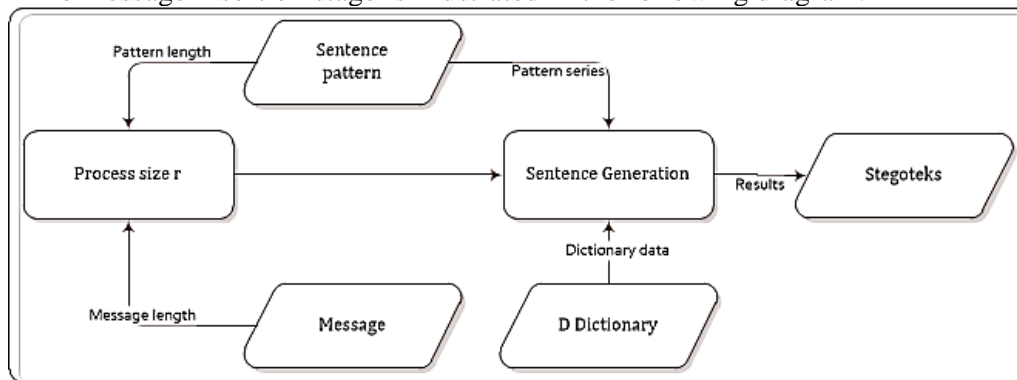 Pattern length
Sentence
pattern
Pattern series
Process size r
Sentence Generation
Results
Stegoteks
Dictionary data
Message length
Message
D Dictionary